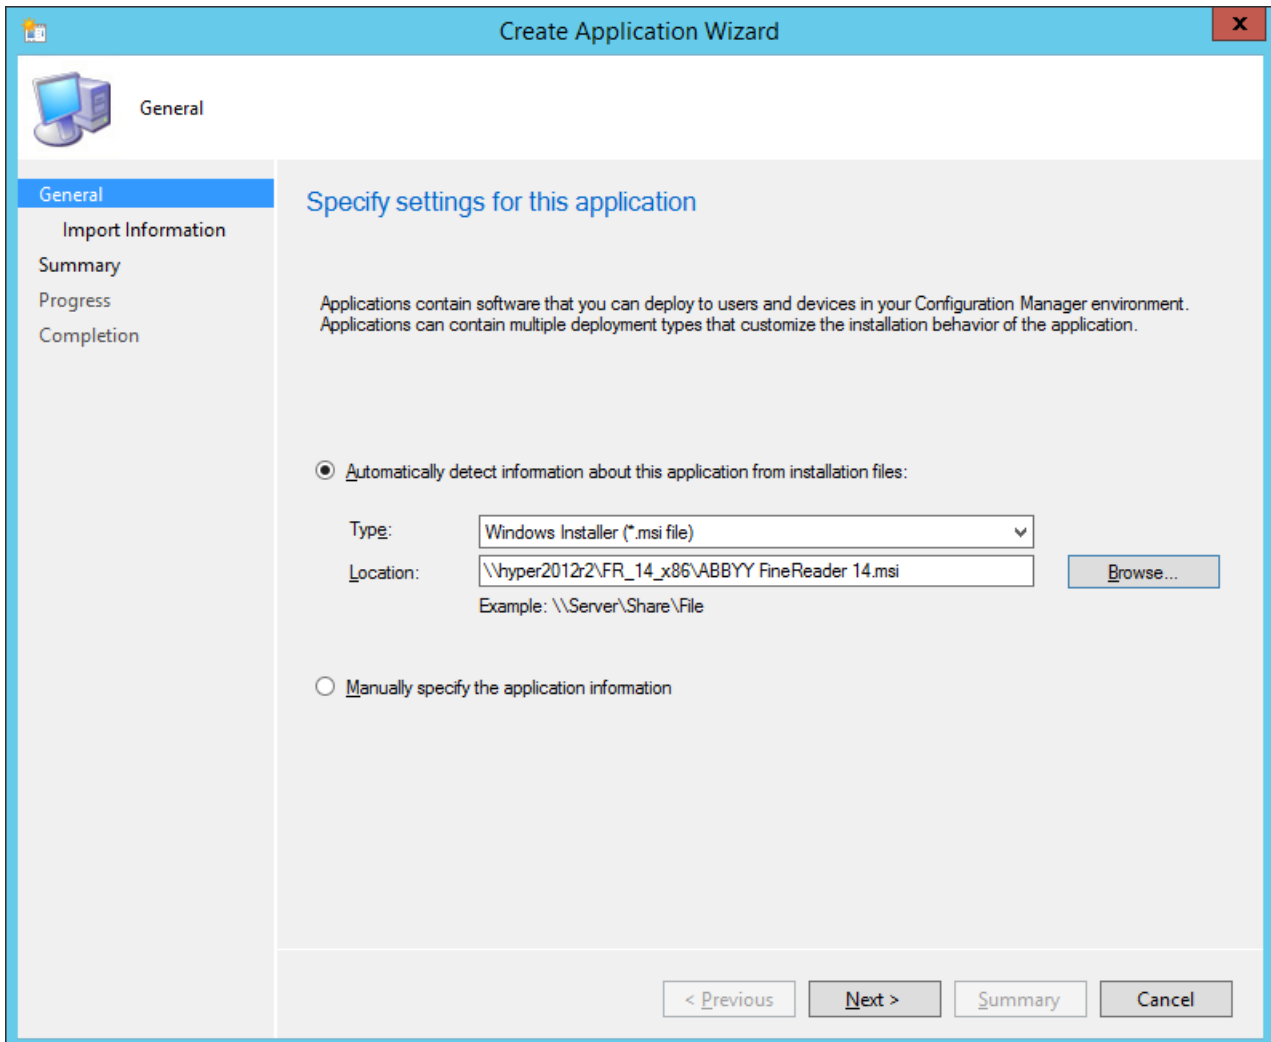 Create Application Wizard
x
General
General
Import Information
Summary
Progress
Completion
Specify settings for this application
Applications contain software that you can deploy to users and devices in your Configuration Manager environment.
Applications can contain multiple deployment types that customize the installation behavior of the application.
Automatically detect information about this application from installation files:
Type:
Windows Installer (*.msi file)
Location:
\\hyper2012r2\FR_14_x86\ABBYY FineReader 14.msi
Browse...
Example: \\Server\Share\File
Manually specify the application information
< Previous
Next >
Summary
Cancel